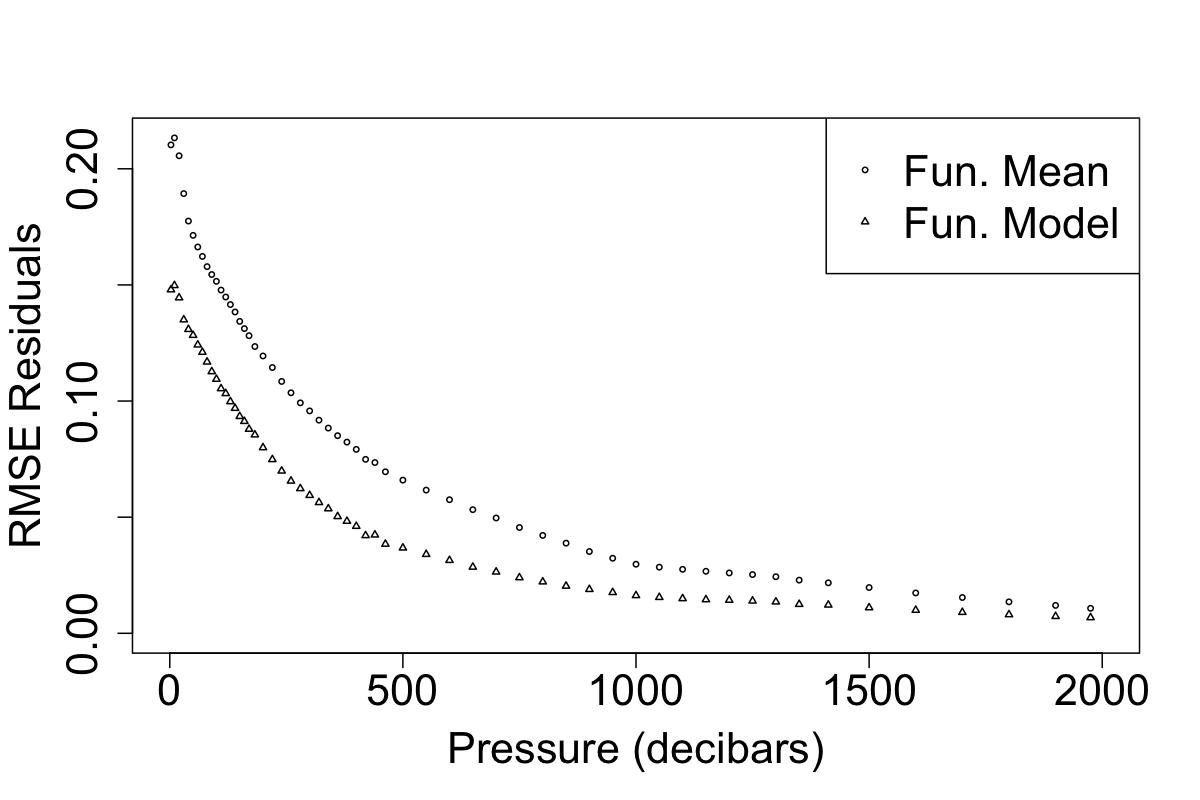 Fun. Mean
Fun. Model
RMSE Residuals
0.20
0.10
0.00
0 500 1000 1500 2000
Pressure (decibars)